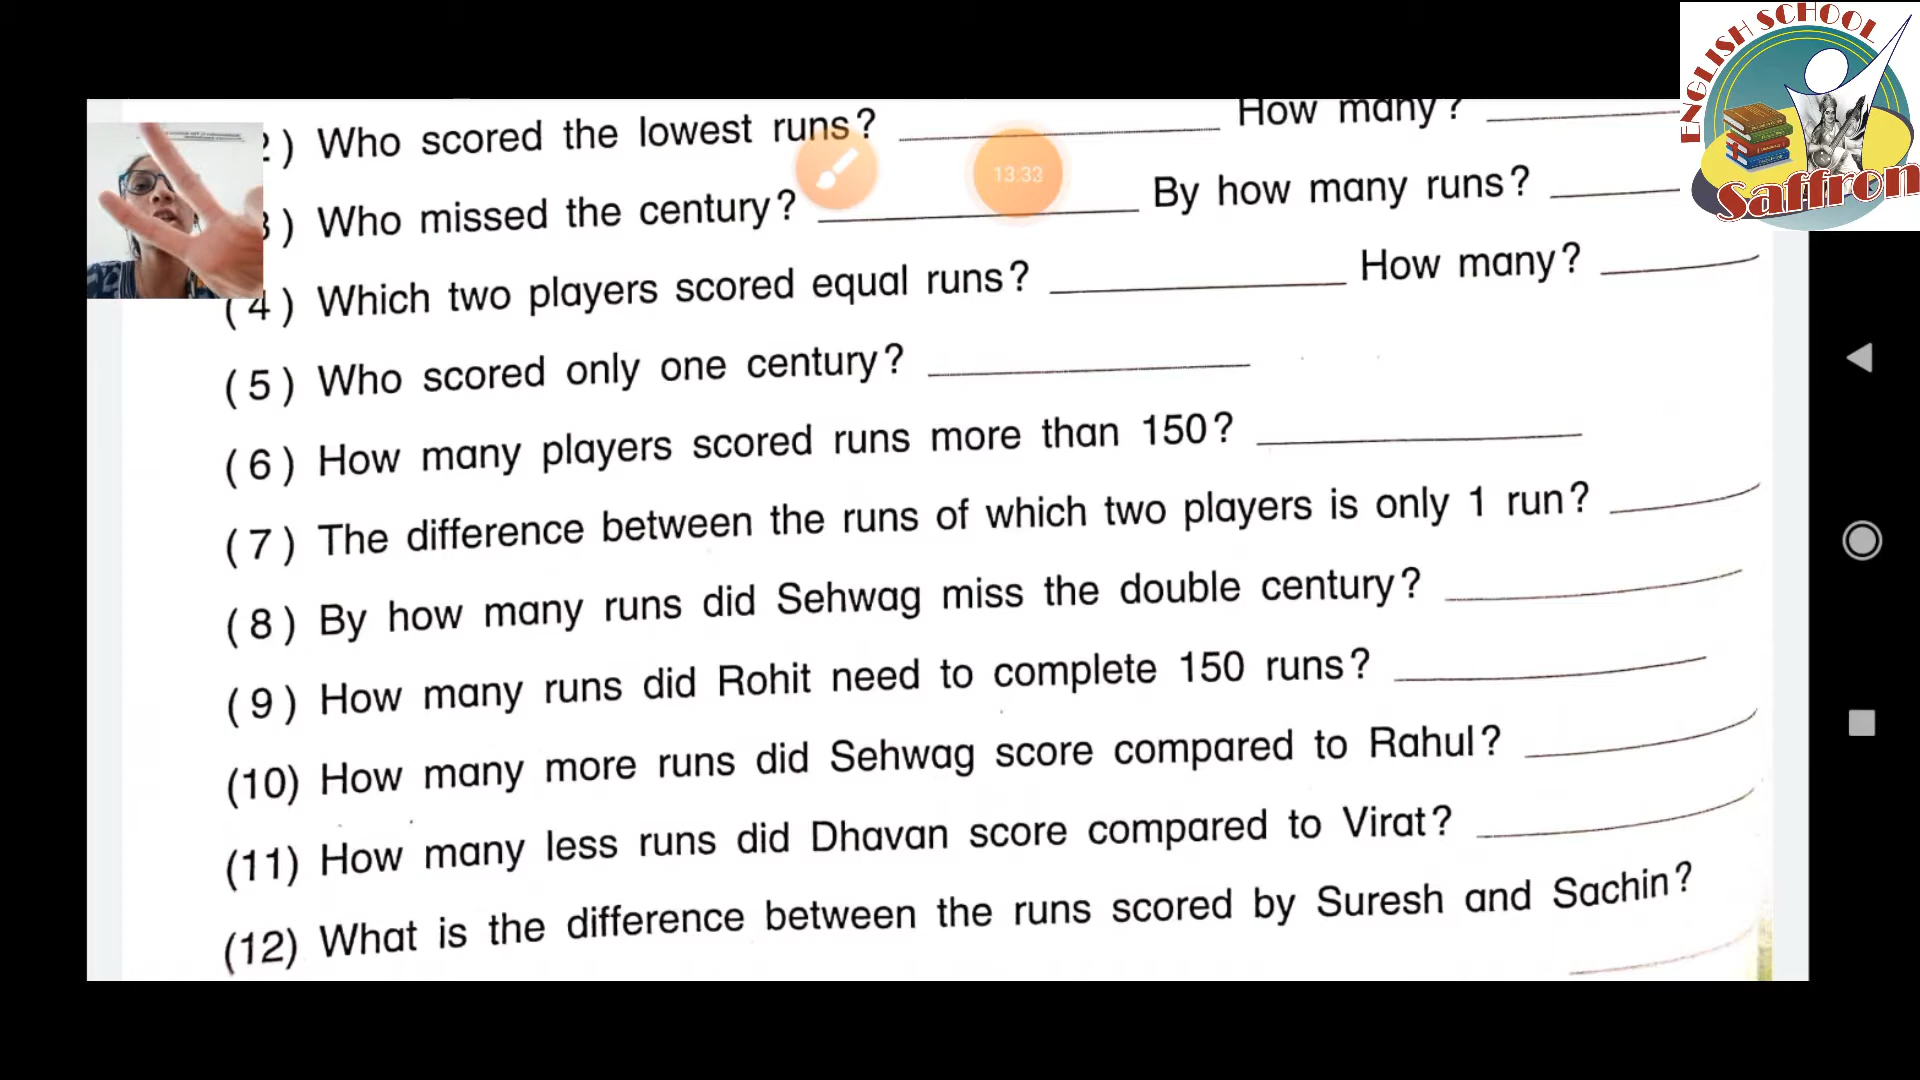 2) Who scored the lowest runs? How many?
3) Who missed the century? By how many runs?
(4) Which two players scored equal runs? How many?
(5) Who scored only one century?
(6) How many players scored runs more than 150?
(7) The difference between the runs of which two players is only 1 run?
(8) By how many runs did Sehwag miss the double century?
(9) How many runs did Rohit need to complete 150 runs?
(10) How many more runs did Sehwag score compared to Rahul?
(11) How many less runs did Dhavan score compared to Virat?
(12) What is the difference between the runs scored by Suresh and Sachin?
13:33
ENGLISH SCHOOL
Saffron